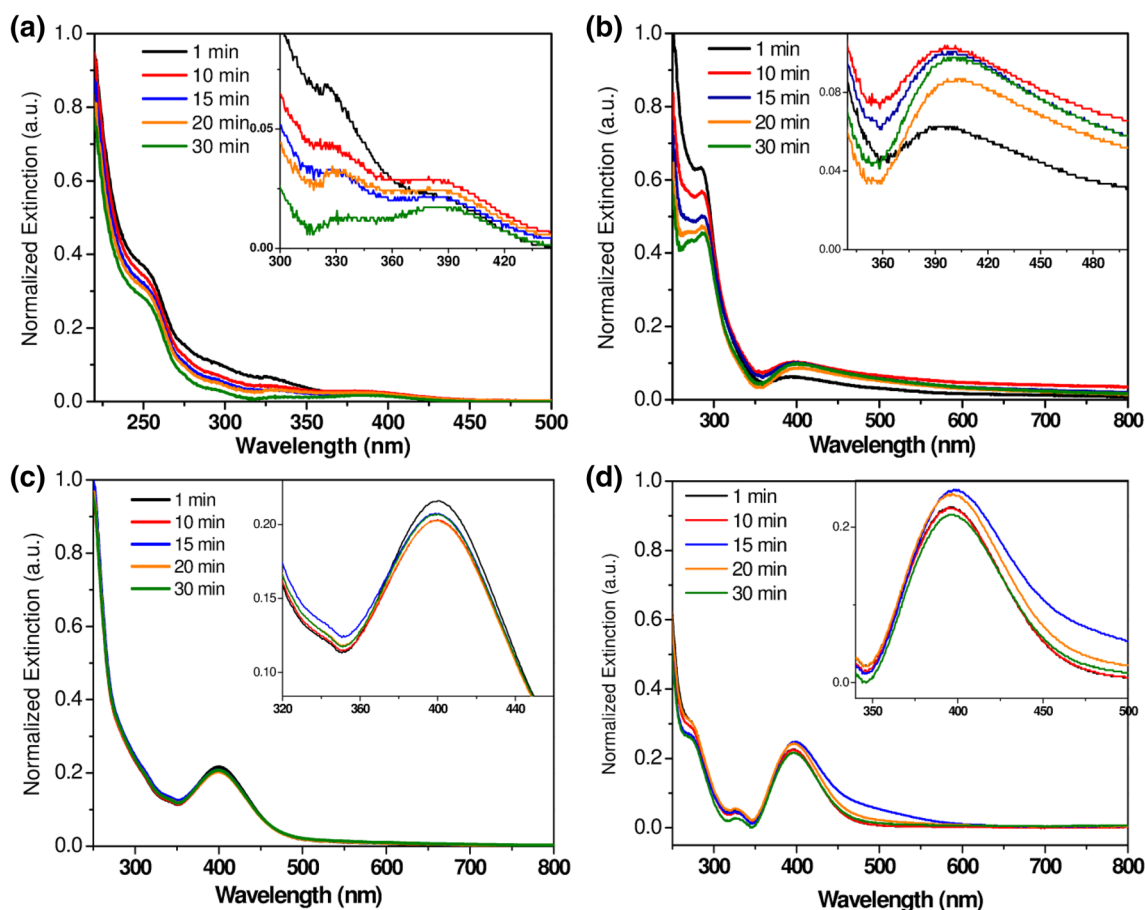 (a)
Normalized Extinction (a.u.)
1.0
0.8
0.6
0.4
0.2
0.0
1 min
10 min
15 min
20 min
30 min
0.05
0.00
300 330 360 390 420
250 300 350 400 450 500
Wavelength (nm)
(b)
Normalized Extinction (a.u.)
1.0
0.8
0.6
0.4
0.2
0.0
1 min
10 min
15 min
20 min
30 min
0.08
0.04
0.00
360 390 420 450 480
300 400 500 600 700 800
Wavelength (nm)
(c)
Normalized Extinction (a.u.)
1.0
0.8
0.6
0.4
0.2
0.0
1 min
10 min
15 min
20 min
30 min
0.20
0.15
0.10
320 360 400 440
300 400 500 600 700 800
Wavelength (nm)
(d)
Normalized Extinction (a.u.)
1.0
0.8
0.6
0.4
0.2
0.0
1 min
10 min
15 min
20 min
30 min
0.2
0.0
350 400 450 500
300 400 500 600 700 800
Wavelength (nm)